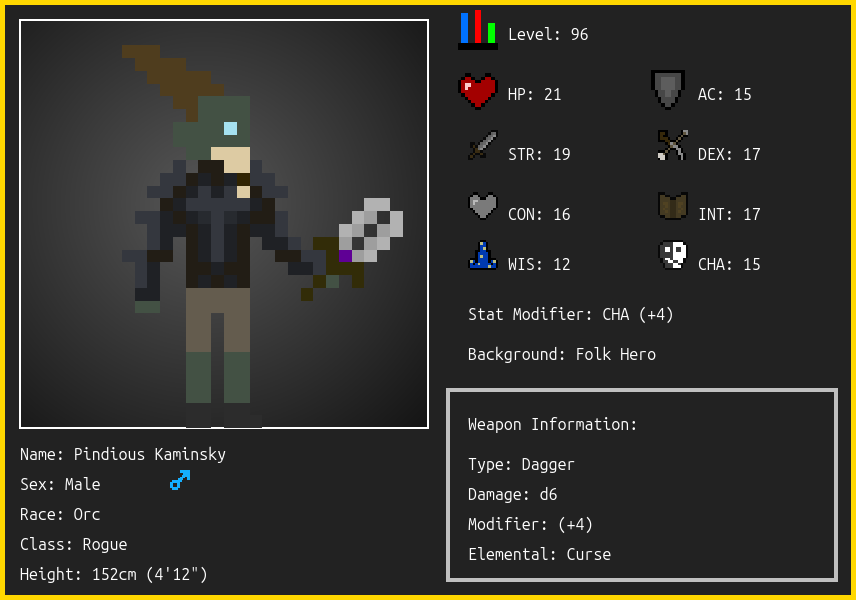 Level: 96
HP: 21
AC: 15
STR: 19
DEX: 17
CON: 16
INT: 17
WIS: 12
CHA: 15
Stat Modifier: CHA (+4)
Background: Folk Hero
Name: Pindious Kaminsky
Sex: Male
Race: Orc
Class: Rogue
Height: 152cm (4'12")
Weapon Information:
Type: Dagger
Damage: d6
Modifier: (+4)
Elemental: Curse